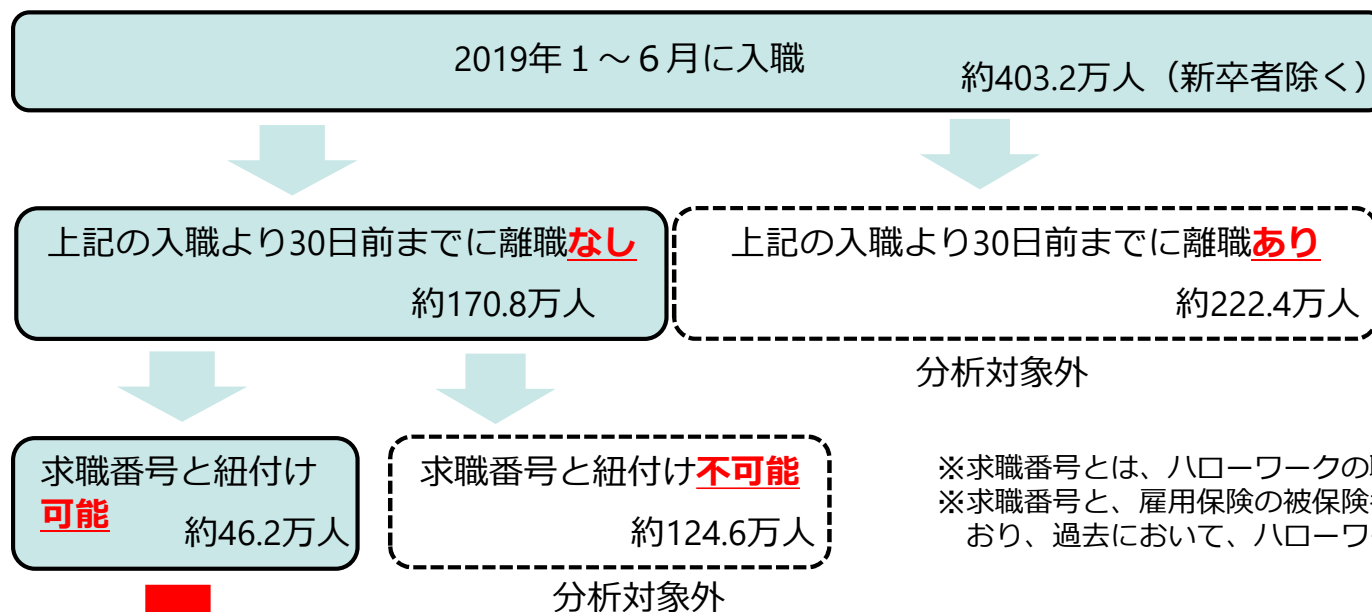 2019年１～６月に入職
約403.2万人（新卒者除く）
上記の入職より30日前までに離職なし
約170.8万人
上記の入職より30日前までに離職あり
約222.4万人
分析対象外
求職番号と紐付け
可能
約46.2万人
求職番号と紐付け不可能
約124.6万人
分析対象外
※求職番号とは、ハローワークの
※求職番号と、雇用保険の被保険
おり、過去において、ハローワ